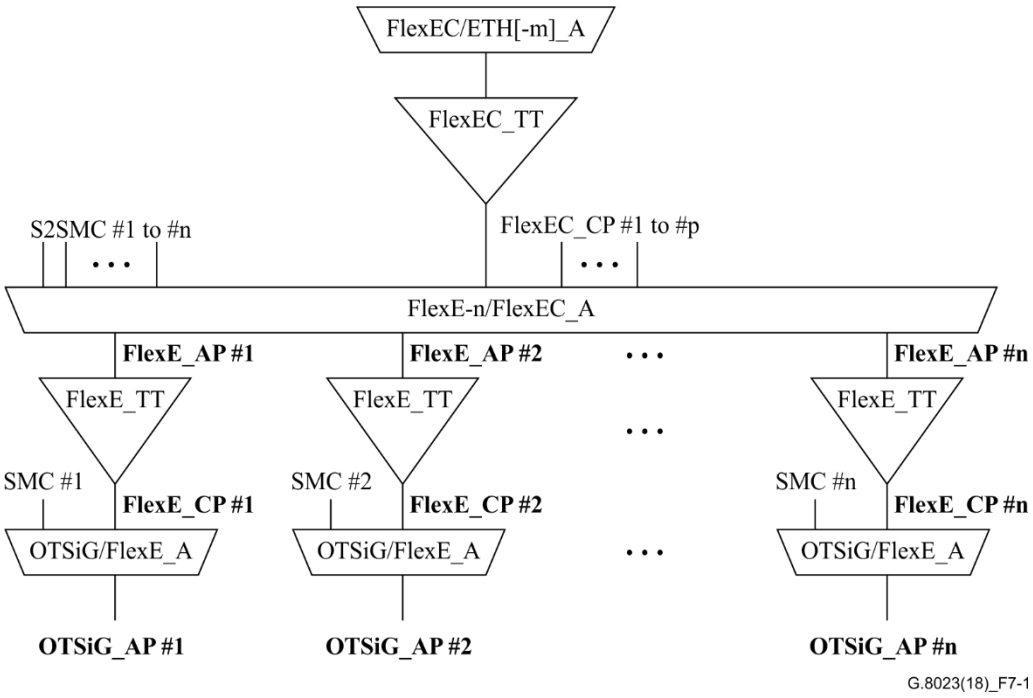 FlexEC/ETH[-m]_A
FlexEC_TT
S2SMC #1 to #n
FlexEC_CP #1 to #p
• • •
• • •
FlexE-n/FlexEC_A
FlexE_AP #1
FlexE_AP #2
• • •
FlexE_AP #n
FlexE_TT
FlexE_TT
FlexE_TT
• • •
SMC #1
SMC #2
SMC #n
FlexE_CP #1
FlexE_CP #2
FlexE_CP #n
OTSiG/FlexE_A
OTSiG/FlexE_A
• • •
OTSiG/FlexE_A
OTSiG_AP #1
OTSiG_AP #2
OTSiG_AP #n
G.8023(18)_F7-1